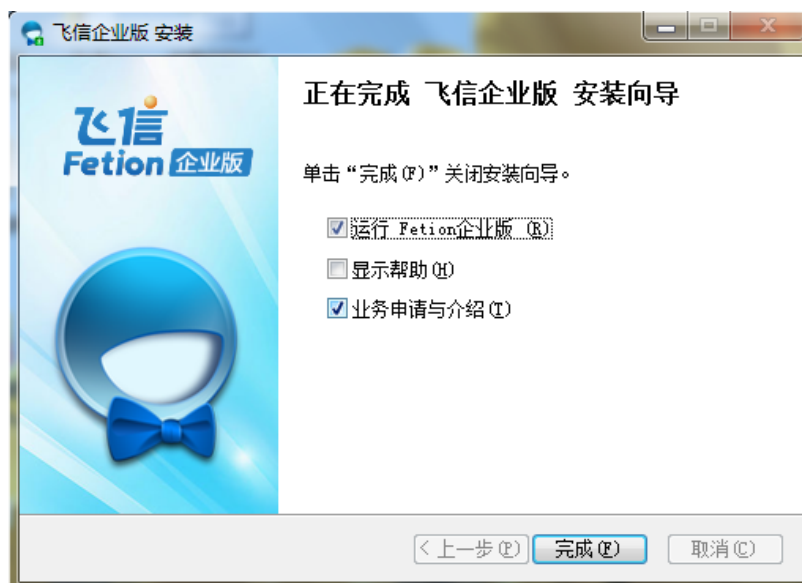 飞信企业版 安装
飞信
Fetion 企业版
正在完成 飞信企业版 安装向导
单击“完成(F)”关闭安装向导。
运行 Fetion企业版 (R)
显示帮助(H)
业务申请与介绍(T)
< 上一步(P)
完成(F)
取消(C)